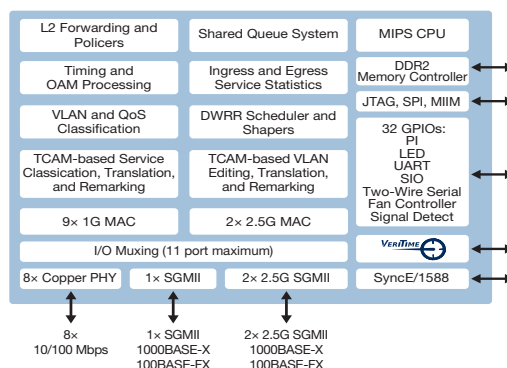 L2 Forwarding and
Policers
Shared Queue System
MIPS CPU
Timing and
OAM Processing
Ingress and Egress
Service Statistics
DDR2
Memory Controller
JTAG, SPI, MIIM
VLAN and QoS
Classification
DWRR Scheduler and
Shapers
32 GPIOs:
PI
LED
UART
SIO
Two-Wire Serial
Fan Controller
Signal Detect
TCAM-based Service
Classication, Translation,
and Remarking
TCAM-based VLAN
Editing, Translation,
and Remarking
9× 1G MAC
2× 2.5G MAC
I/O Muxing (11 port maximum)
VERITIME
8× Copper PHY
1× SGMII
2× 2.5G SGMII
SyncE/1588
8×
10/100 Mbps
1× SGMII
1000BASE-X
100BASE-FX
2× 2.5G SGMII
1000BASE-X
100BASE-FX